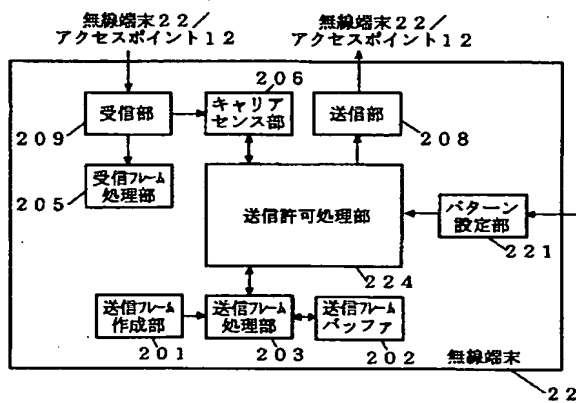 無線端末22/
アクセスポイント12
無線端末22/
アクセスポイント12
206
受信部
キャリア
センス部
送信部
209
208
205
受信フレーム
処理部
送信許可処理部
パターン
設定部
221
224
送信フレーム
作成部
送信フレーム
処理部
送信フレーム
バッファ
201
203
202
無線端末
22